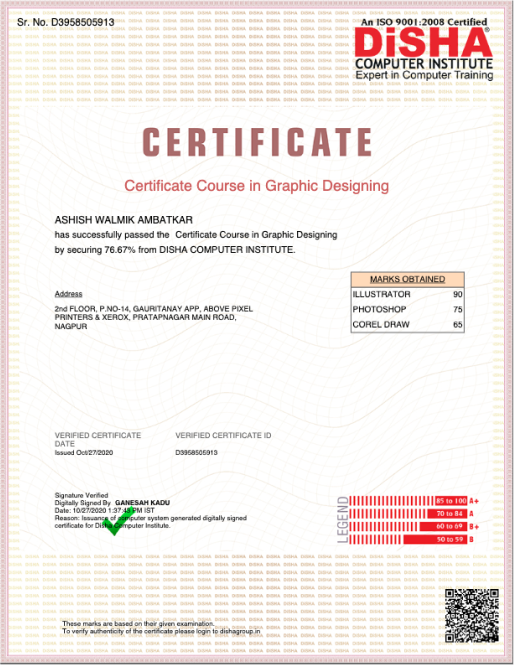 Sr. No. D3958505913
An ISO 9001:2008 Certified
DiSHA
COMPUTER INSTITUTE
Expert in Computer Training
CERTIFICATE
Certificate Course in Graphic Designing
ASHISH WALMIK AMBATKAR
has successfully passed the Certificate Course in Graphic Designing
by securing 76.67% from DISHA COMPUTER INSTITUTE.
MARKS OBTAINED
ILLUSTRATOR 90
PHOTOSHOP 75
COREL DRAW 65
Address
2nd FLOOR, P.NO-14, GAURITANAY APP, ABOVE PIXEL
PRINTERS & XEROX, PRATAPNAGAR MAIN ROAD,
NAGPUR
VERIFIED CERTIFICATE
DATE
Issued Oct/27/2020
VERIFIED CERTIFICATE ID
D3958505913
Signature Verified
Digitally Signed By GANESAH KADU
Date: 10/27/2020 1:37:43 PM IST
Reason: Issuance of computer system generated digitally signed
certificate for Disha Computer Institute.
LEGEND
85 to 100 A+
70 to 84 A
60 to 69 B+
50 to 59 B
These marks are based on their given examination.
To verify authenticity of the certificate please login to dishagroup.in